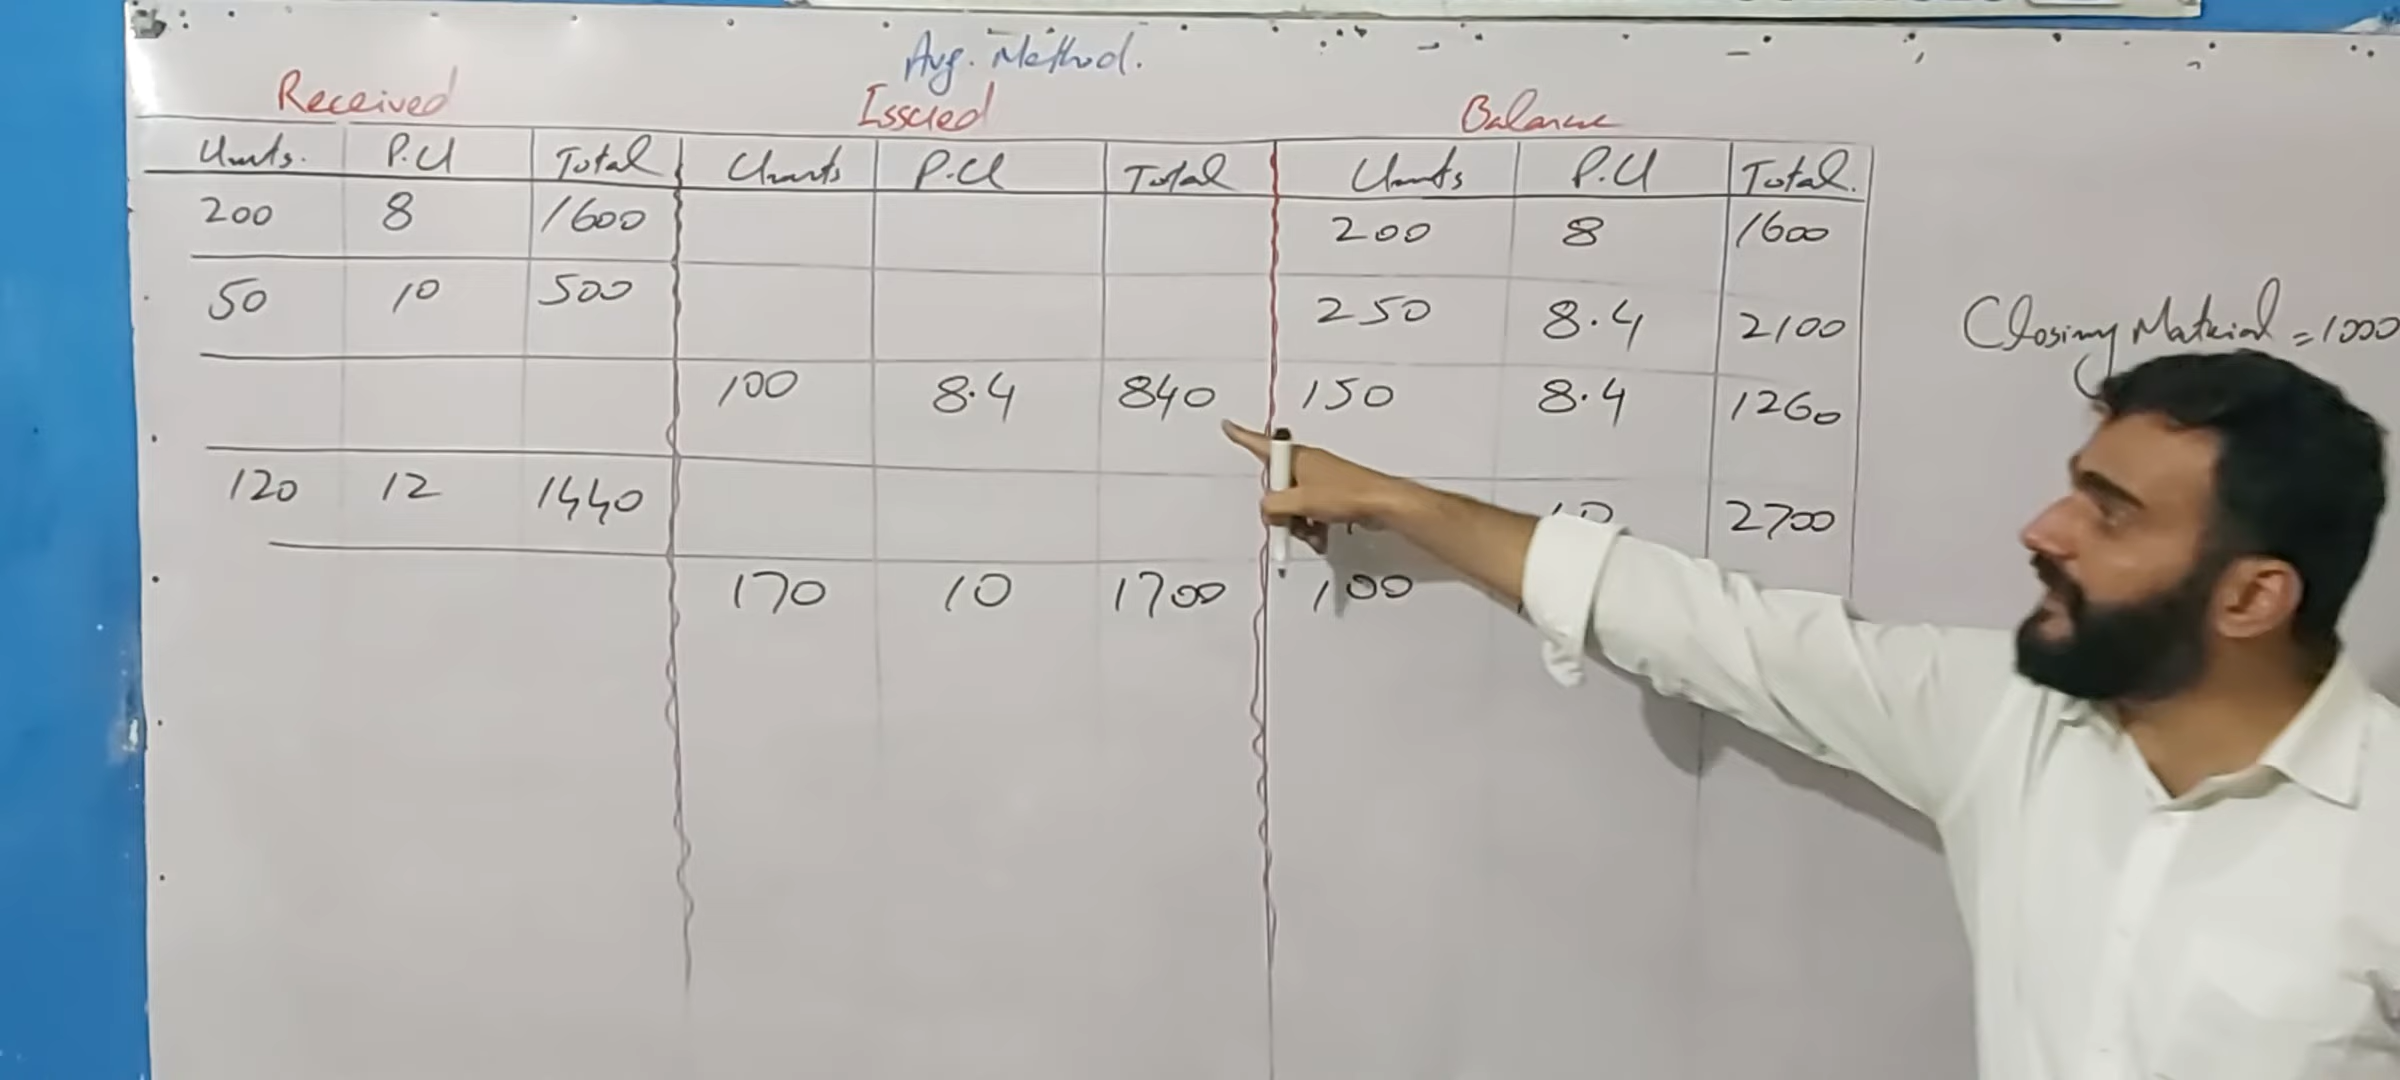 Avg. Method.
Received Issued Balance
Units. P.U Total Units P.U Total Units P.U Total.
200 8 1600 200 8 1600
50 10 500 250 8.4 2100
Closing Material = 1000
100 8.4 840 150 8.4 1260
120 12 1440 10 2700
170 10 1700 100